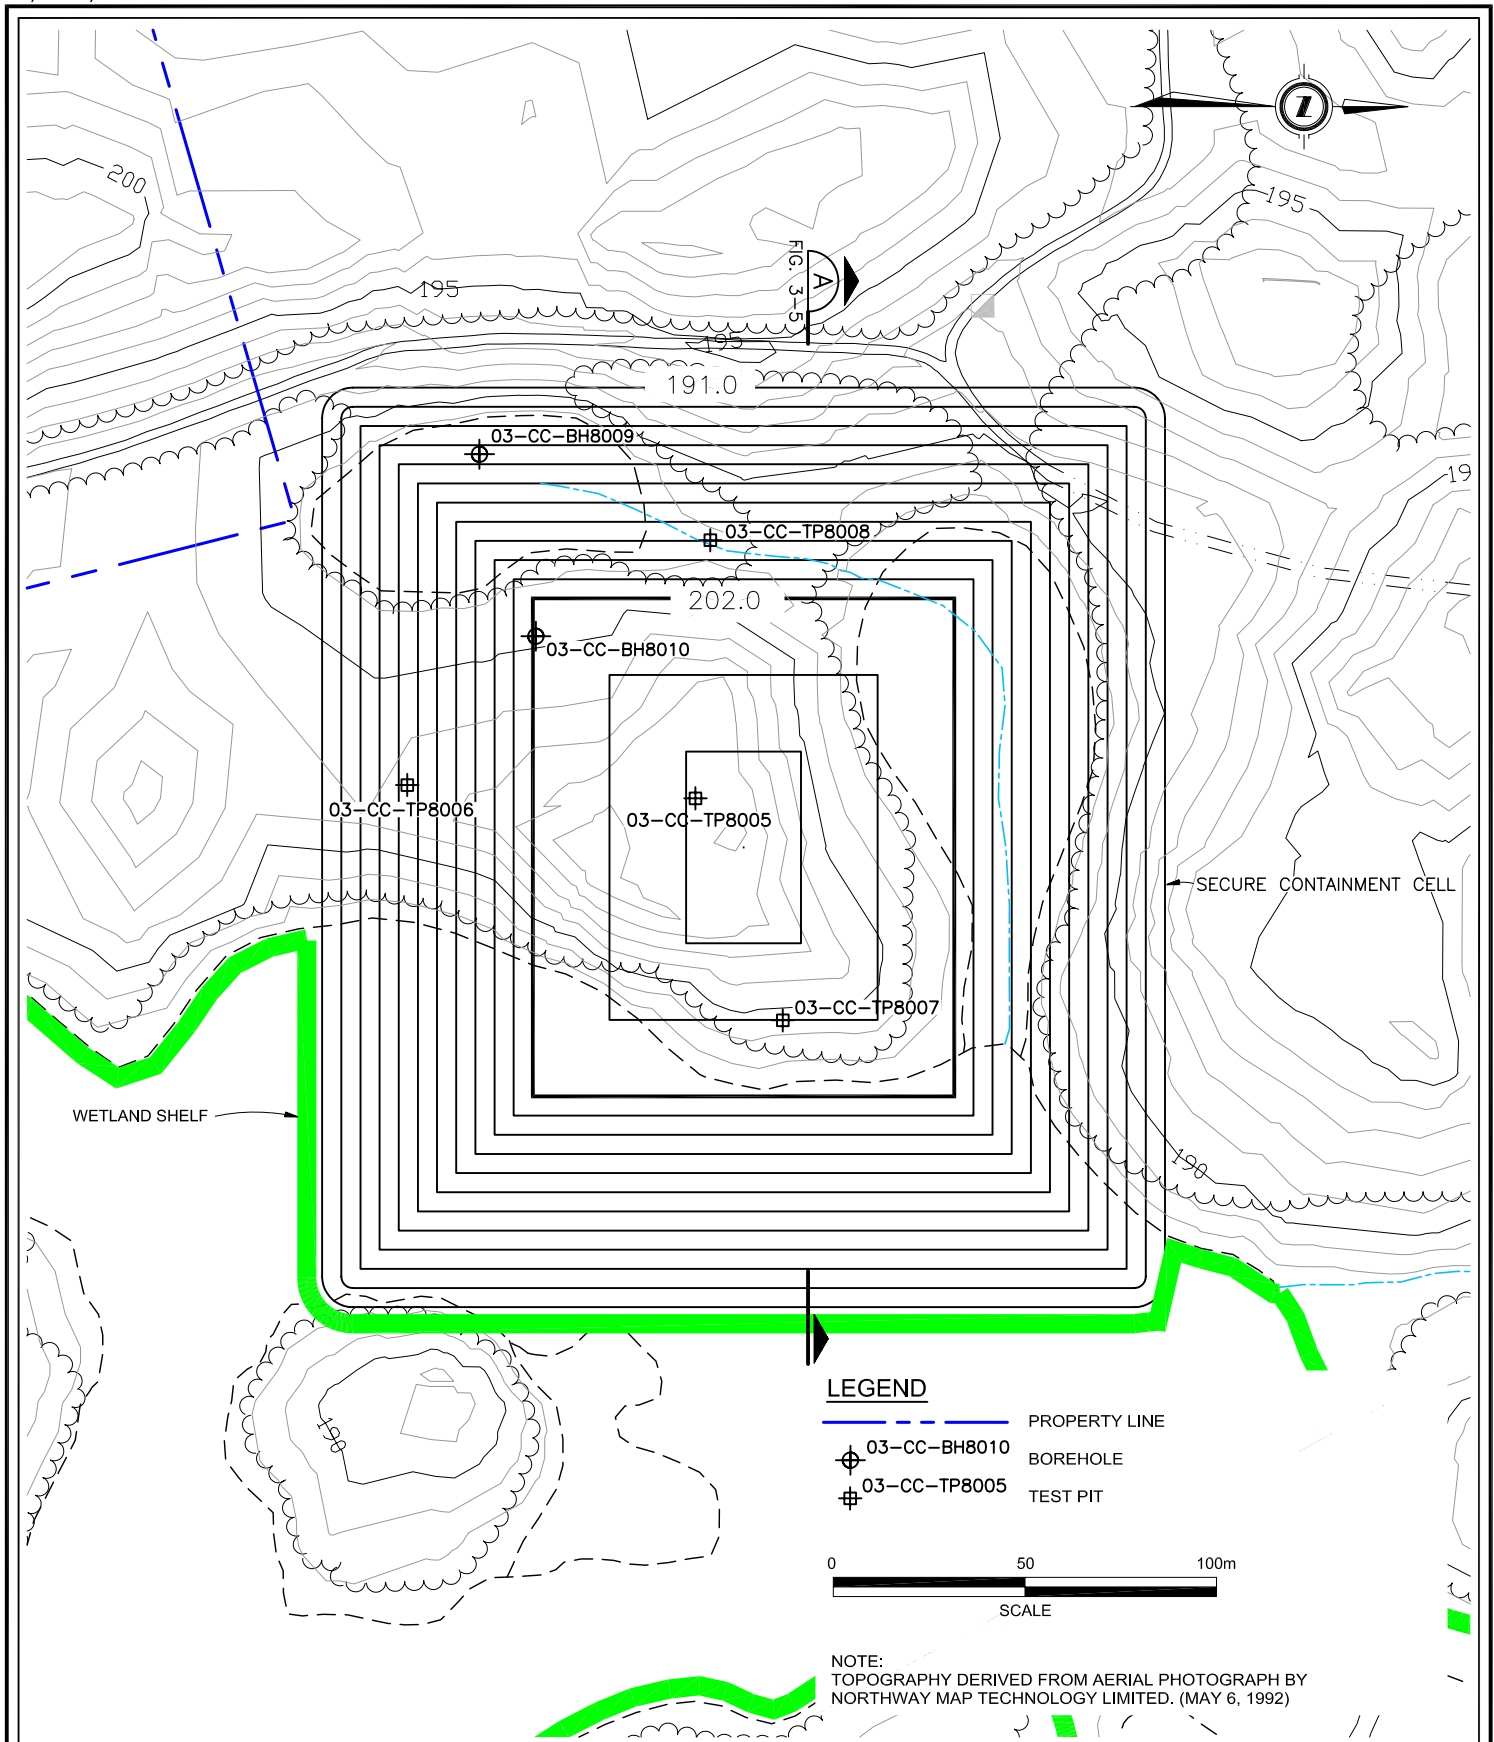 200
195
195
FIG. 3-5
A
195
191.0
03-CC-BH8009
19
03-CC-TP8008
202.0
03-CC-BH8010
03-CC-TP8006
03-CC-TP8005
SECURE CONTAINMENT CELL
03-CC-TP8007
WETLAND SHELF
190
190
LEGEND
PROPERTY LINE
03-CC-BH8010
BOREHOLE
03-CC-TP8005
TEST PIT
0 50 100m
SCALE
NOTE:
TOPOGRAPHY DERIVED FROM AERIAL PHOTOGRAPH BY
NORTHWAY MAP TECHNOLOGY LIMITED. (MAY 6, 1992)